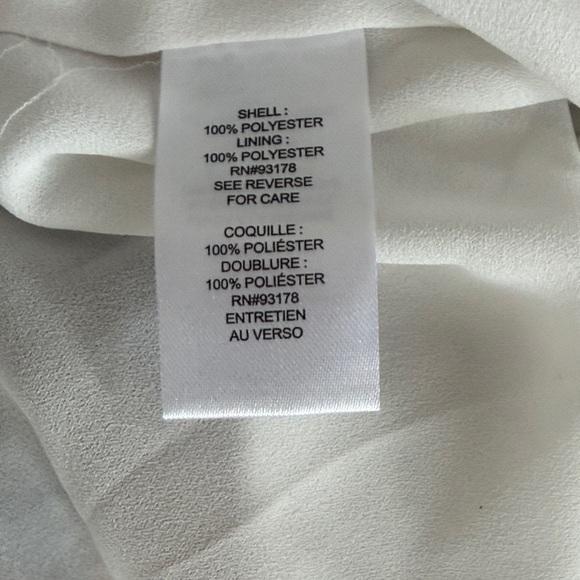 SHELL :
100% POLYESTER
LINING :
100% POLYESTER
RN#93178
SEE REVERSE
FOR CARE
COQUILLE :
100% POLIÉSTER
DOUBLURE :
100% POLIÉSTER
RN#93178
ENTRETIEN
AU VERSO